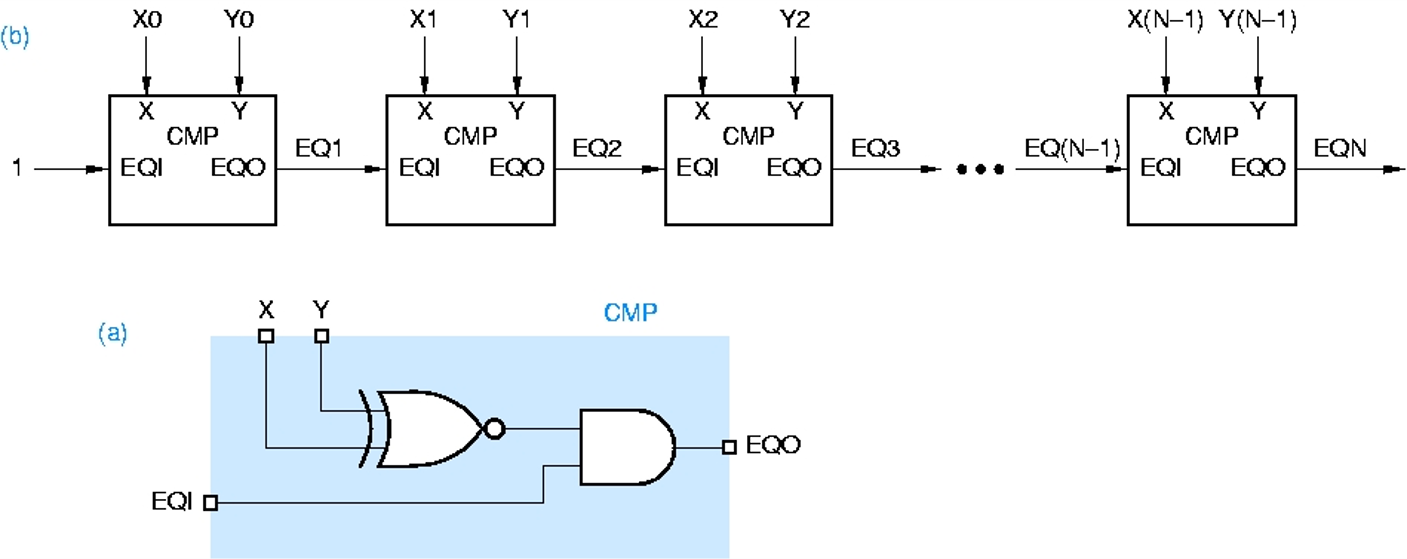 X0 Y0 X1 Y1 X2 Y2 X(N–1) Y(N–1)
(b)
X Y X Y X Y X Y
CMP CMP CMP CMP
EQ1 EQ2 EQ3 EQ(N–1) EQN
1 EQI EQO EQI EQO EQI EQO EQI EQO
X Y CMP
(a)
EQO
EQI